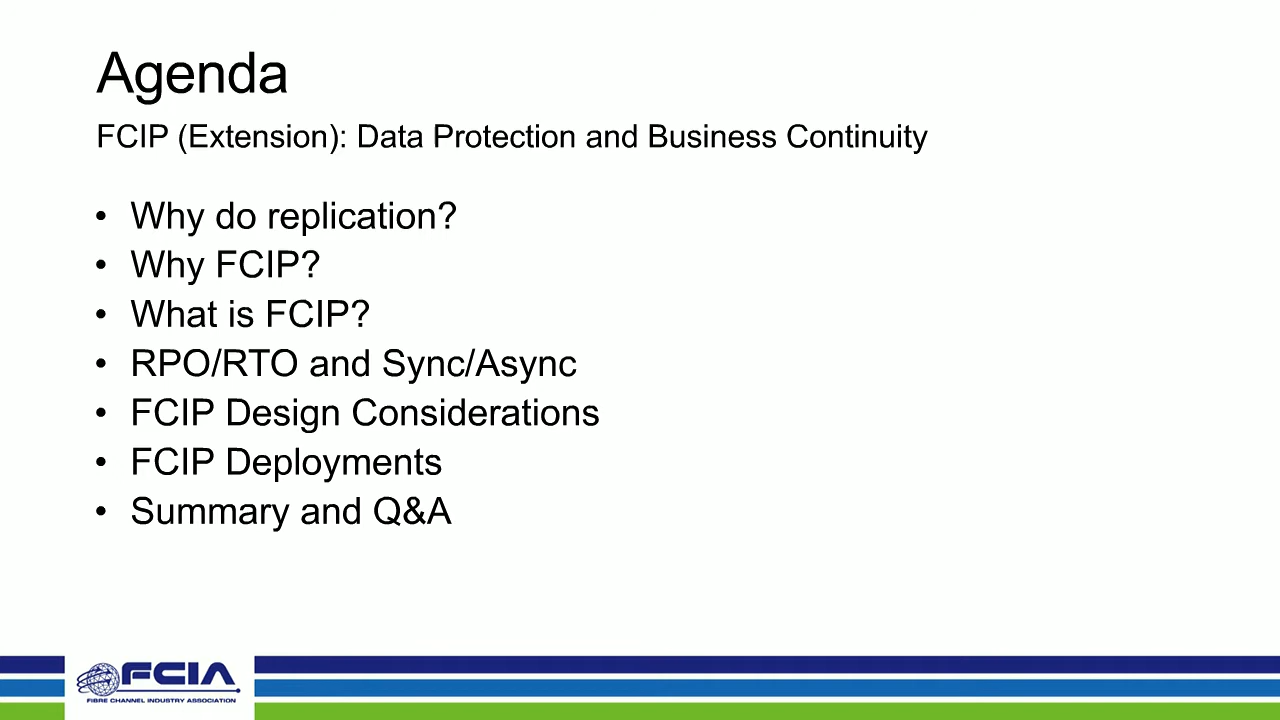 Agenda
FCIP (Extension): Data Protection and Business Continuity
• Why do replication?
• Why FCIP?
• What is FCIP?
• RPO/RTO and Sync/Async
• FCIP Design Considerations
• FCIP Deployments
• Summary and Q&A
FCIA
FIBRE CHANNEL INDUSTRY ASSOCIATION